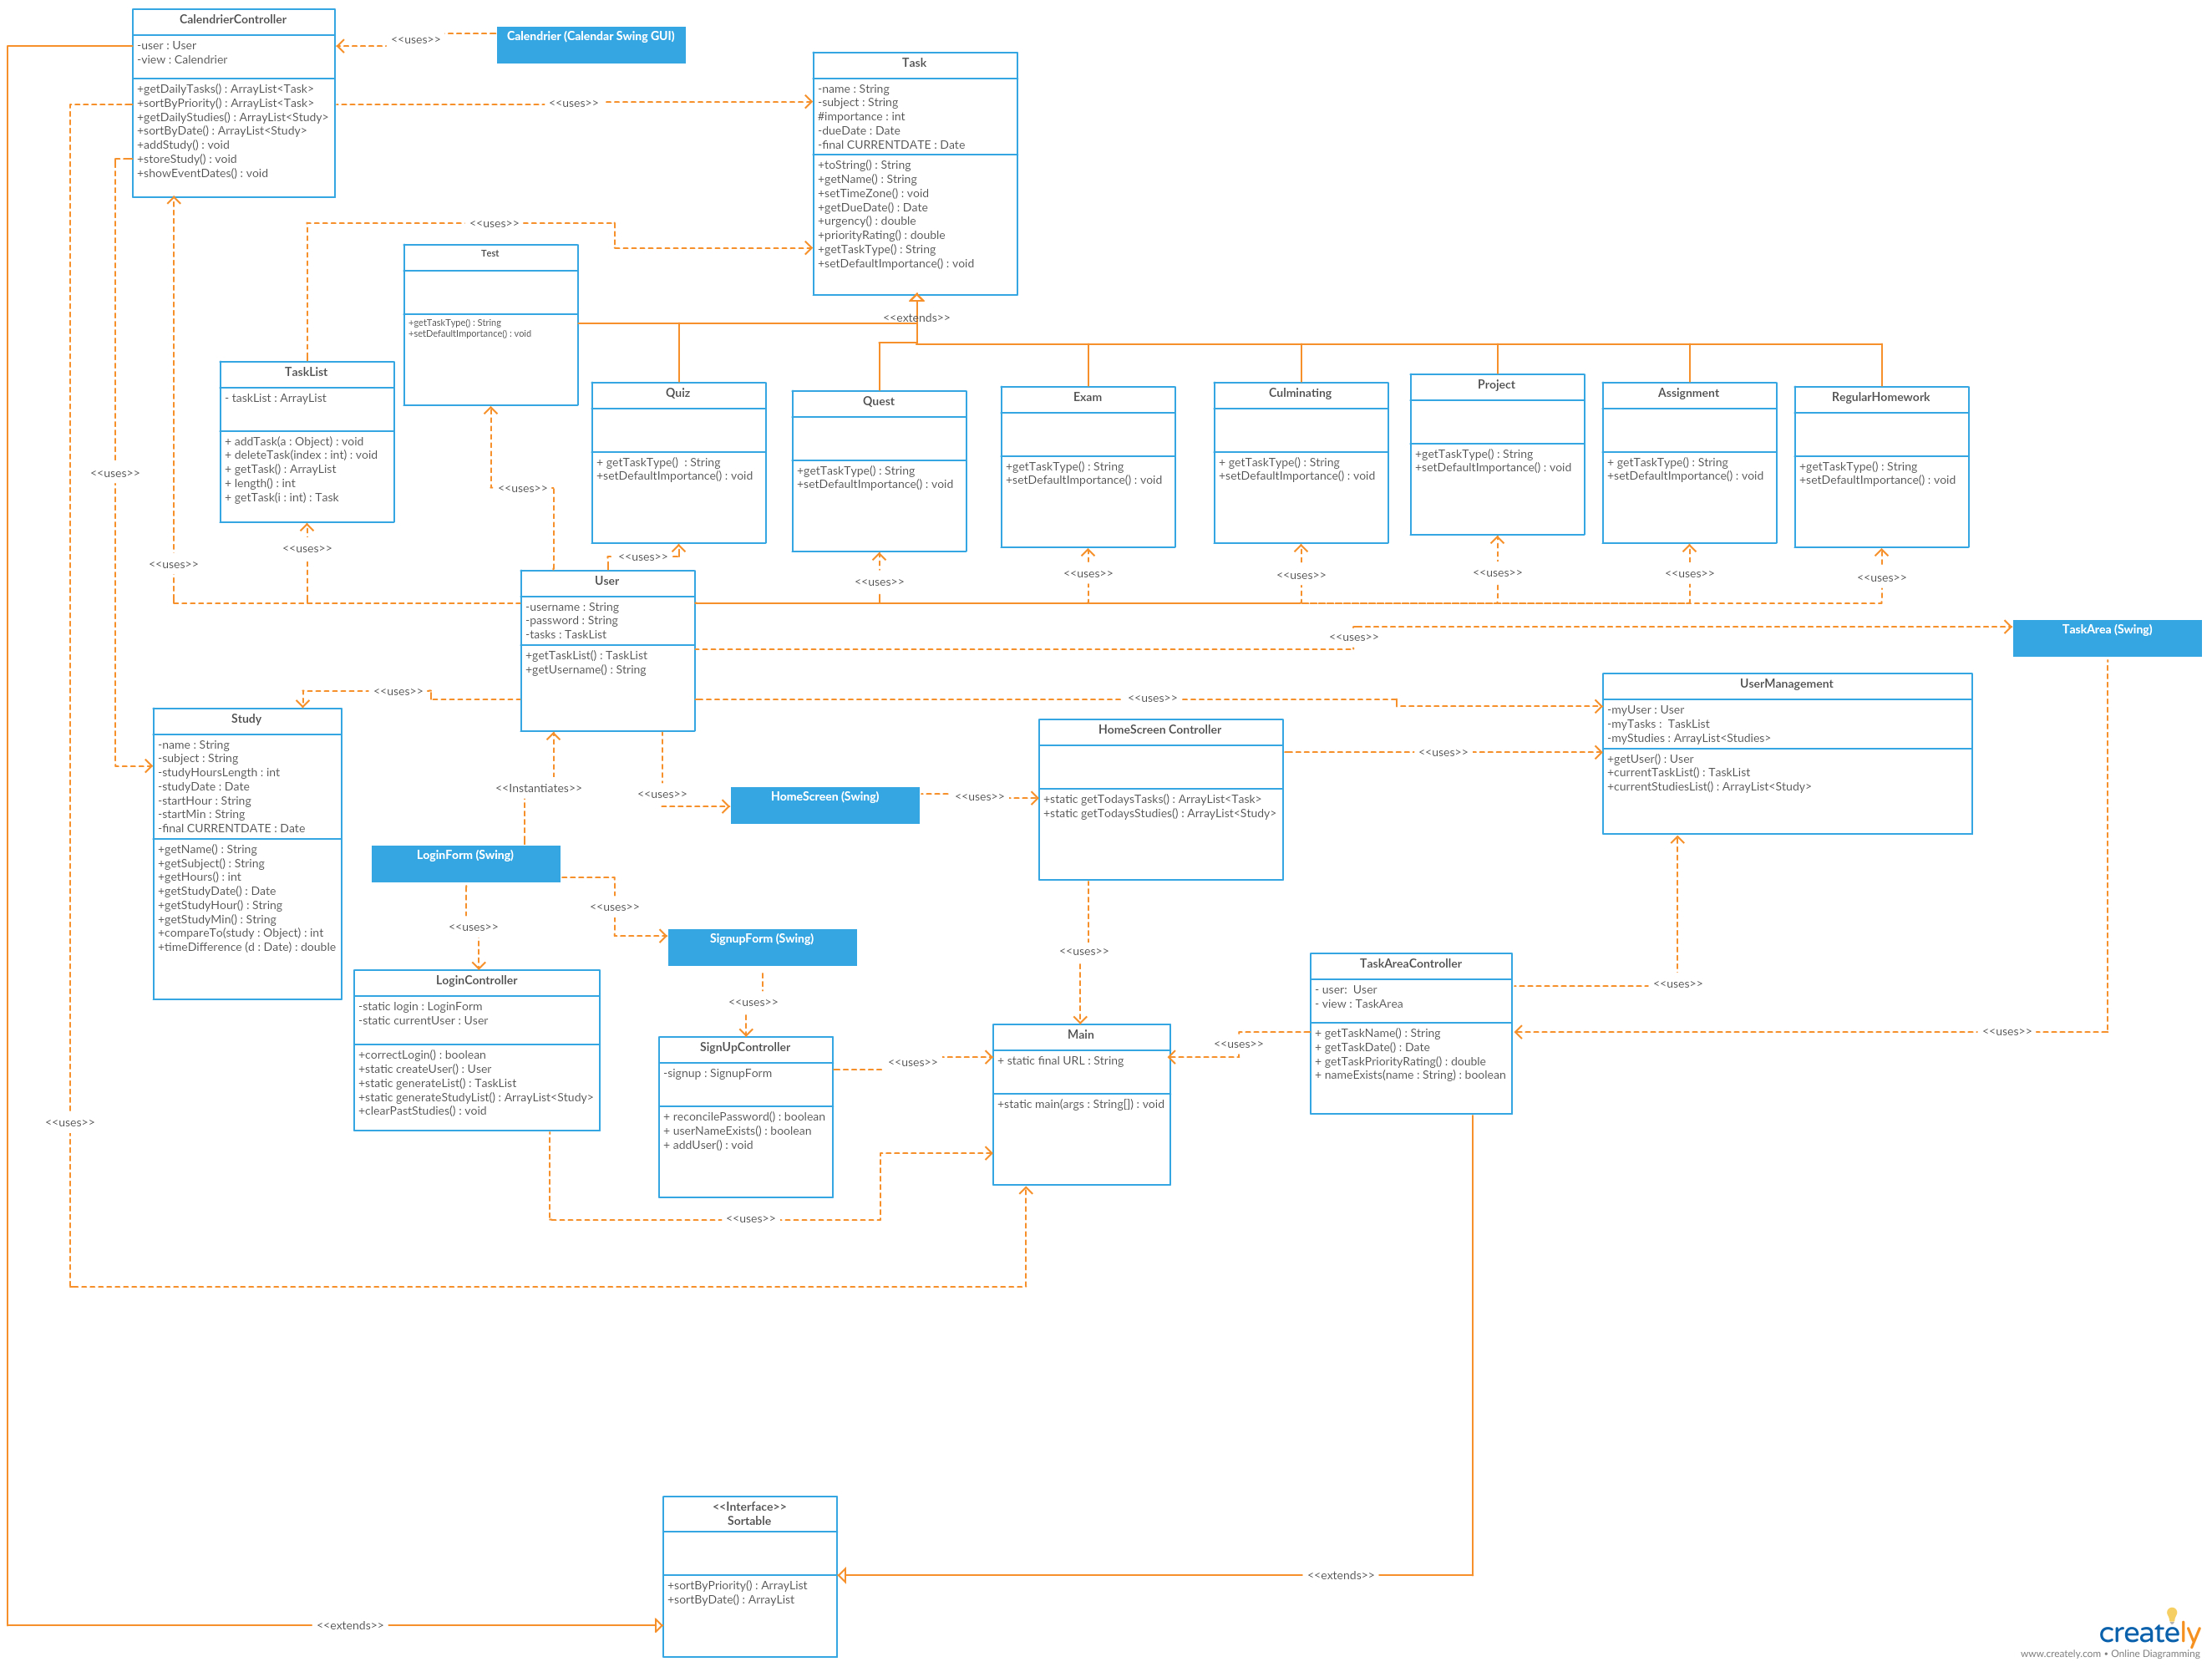 CalendrierController
-user : User
-view : Calendrier
+getDailyTasks() : ArrayList<Task>
+sortByPriority() : ArrayList<Task>
+getDailyStudies() : ArrayList<Study>
+sortByDate() : ArrayList<Study>
+addStudy() : void
+storeStudy() : void
+showEventDates() : void
<<uses>>
Calendrier (Calendar Swing GUI)
<<uses>>
Task
-name : String
-subject : String
#importance : int
-dueDate : Date
-final CURRENTDATE : Date
+toString() : String
+getName() : String
+setTimeZone() : void
+getDueDate() : Date
+urgency() : double
+priorityRating() : double
+getTaskType() : String
+setDefaultImportance() : void
<<uses>>
<<extends>>
Test
+getTaskType() : String
+setDefaultImportance() : void
TaskList
- taskList : ArrayList
+ addTask(a : Object) : void
+ deleteTask(index : int) : void
+ getTask() : ArrayList
+ length() : int
+ getTask(i : int) : Task
Quiz
+ getTaskType()  : String
+setDefaultImportance() : void
Quest
+getTaskType() : String
+setDefaultImportance() : void
Exam
+getTaskType() : String
+setDefaultImportance() : void
Culminating
+ getTaskType() : String
+setDefaultImportance() : void
Project
+getTaskType() : String
+setDefaultImportance() : void
Assignment
+ getTaskType() : String
+setDefaultImportance() : void
RegularHomework
+getTaskType() : String
+setDefaultImportance() : void
<<uses>>
<<uses>>
<<uses>>
<<uses>>
<<uses>>
<<uses>>
<<uses>>
<<uses>>
<<uses>>
<<uses>>
<<uses>>
User
-username : String
-password : String
-tasks : TaskList
+getTaskList() : TaskList
+getUsername() : String
<<uses>>
TaskArea (Swing)
<<uses>>
<<uses>>
UserManagement
-myUser : User
-myTasks :  TaskList
-myStudies : ArrayList<Studies>
+getUser() : User
+currentTaskList() : TaskList
+currentStudiesList() : ArrayList<Study>
Study
-name : String
-subject : String
-studyHoursLength : int
-studyDate : Date
-startHour : String
-startMin : String
-final CURRENTDATE : Date
+getName() : String
+getSubject() : String
+getHours() : int
+getStudyDate() : Date
+getStudyHour() : String
+getStudyMin() : String
+compareTo(study : Object) : int
+timeDifference (d : Date) : double
HomeScreen Controller
+static getTodaysTasks() : ArrayList<Task>
+static getTodaysStudies() : ArrayList<Study>
<<uses>>
<<Instantiates>>
<<uses>>
HomeScreen (Swing)
<<uses>>
LoginForm (Swing)
<<uses>>
<<uses>>
SignupForm (Swing)
<<uses>>
<<uses>>
LoginController
-static login : LoginForm
-static currentUser : User
+correctLogin() : boolean
+static createUser() : User
+static generateList() : TaskList
+static generateStudyList() : ArrayList<Study>
+clearPastStudies() : void
SignUpController
-signup : SignupForm
+ reconcilePassword() : boolean
+ userNameExists() : boolean
+ addUser() : void
<<uses>>
Main
+ static final URL : String
+static main(args : String[]) : void
<<uses>>
TaskAreaController
- user:  User
- view : TaskArea
+ getTaskName() : String
+ getTaskDate() : Date
+ getTaskPriorityRating() : double
+ nameExists(name : String) : boolean
<<uses>>
<<uses>>
<<uses>>
<<uses>>
<<Interface>>
Sortable
+sortByPriority() : ArrayList
+sortByDate() : ArrayList
<<extends>>
<<extends>>
creately
www.creately.com • Online Diagramming